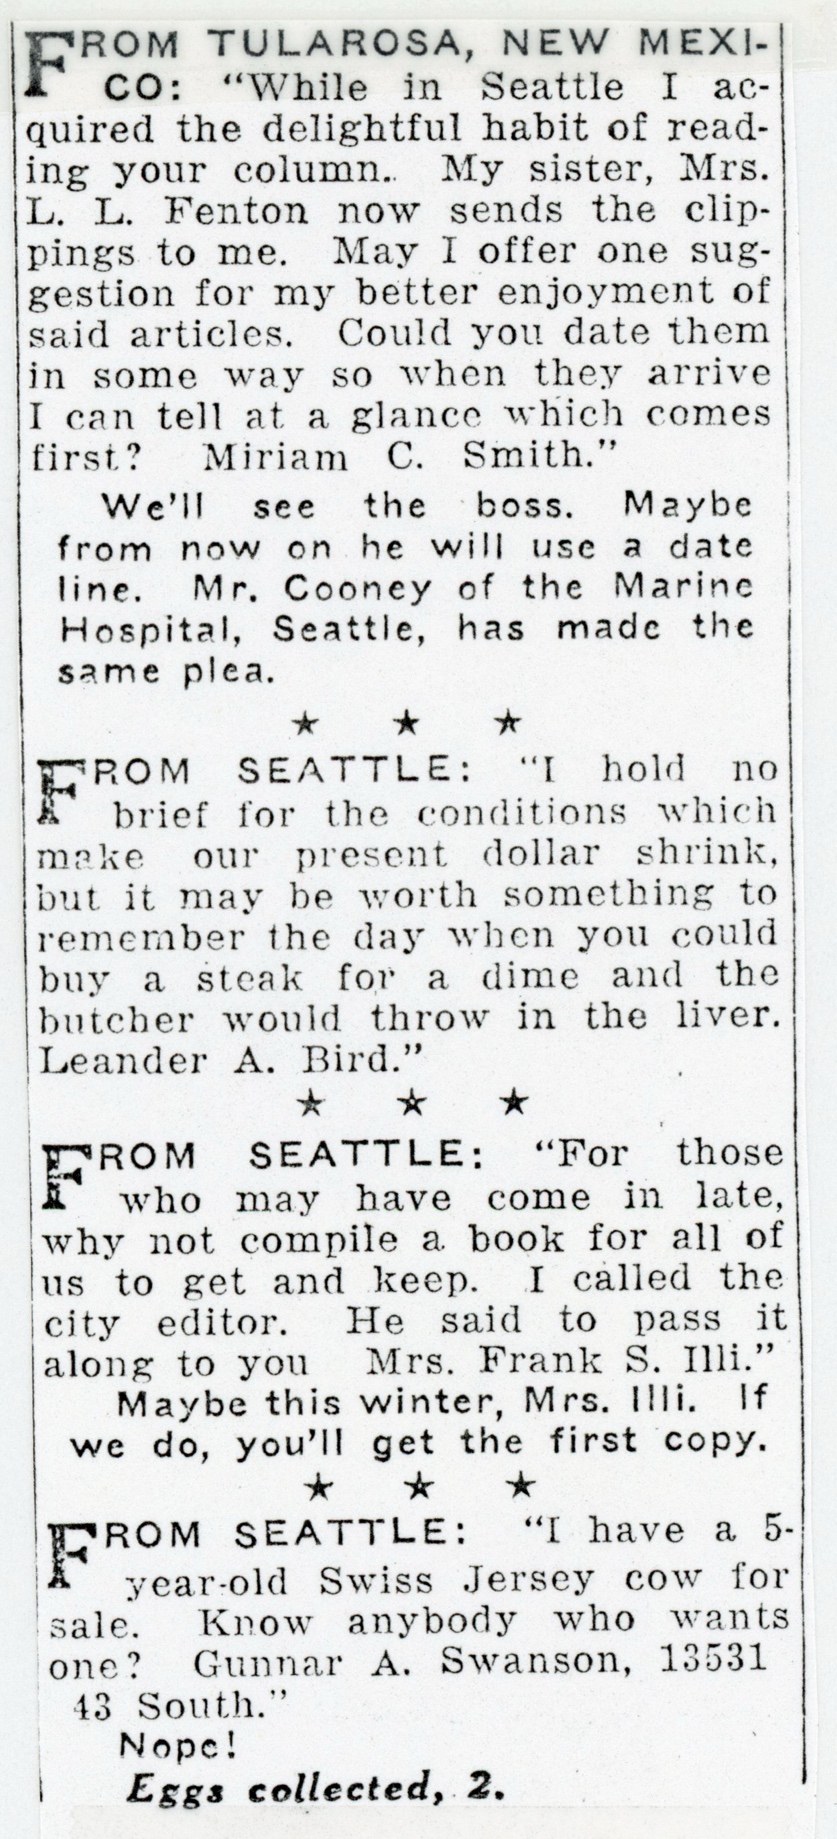 FROM TULAROSA, NEW MEXI-
CO: "While in Seattle I ac-
quired the delightful habit of read-
ing your column. My sister, Mrs.
L. L. Fenton now sends the clip-
pings to me. May I offer one sug-
gestion for my better enjoyment of
said articles. Could you date them
in some way so when they arrive
I can tell at a glance which comes
first? Miriam C. Smith."
We'll see the boss. Maybe
from now on he will use a date
line. Mr. Cooney of the Marine
Hospital, Seattle, has made the
same plea.
★ ★ ★
FROM SEATTLE: "I hold no
brief for the conditions which
make our present dollar shrink,
but it may be worth something to
remember the day when you could
buy a steak for a dime and the
butcher would throw in the liver.
Leander A. Bird."
★ ★ ★
FROM SEATTLE: "For those
who may have come in late,
why not compile a book for all of
us to get and keep. I called the
city editor. He said to pass it
along to you Mrs. Frank S. Illi."
Maybe this winter, Mrs. Illi. If
we do, you'll get the first copy.
★ ★ ★
FROM SEATTLE: "I have a 5-
year-old Swiss Jersey cow for
sale. Know anybody who wants
one? Gunnar A. Swanson, 13531
43 South."
Nope!
Eggs collected, 2.